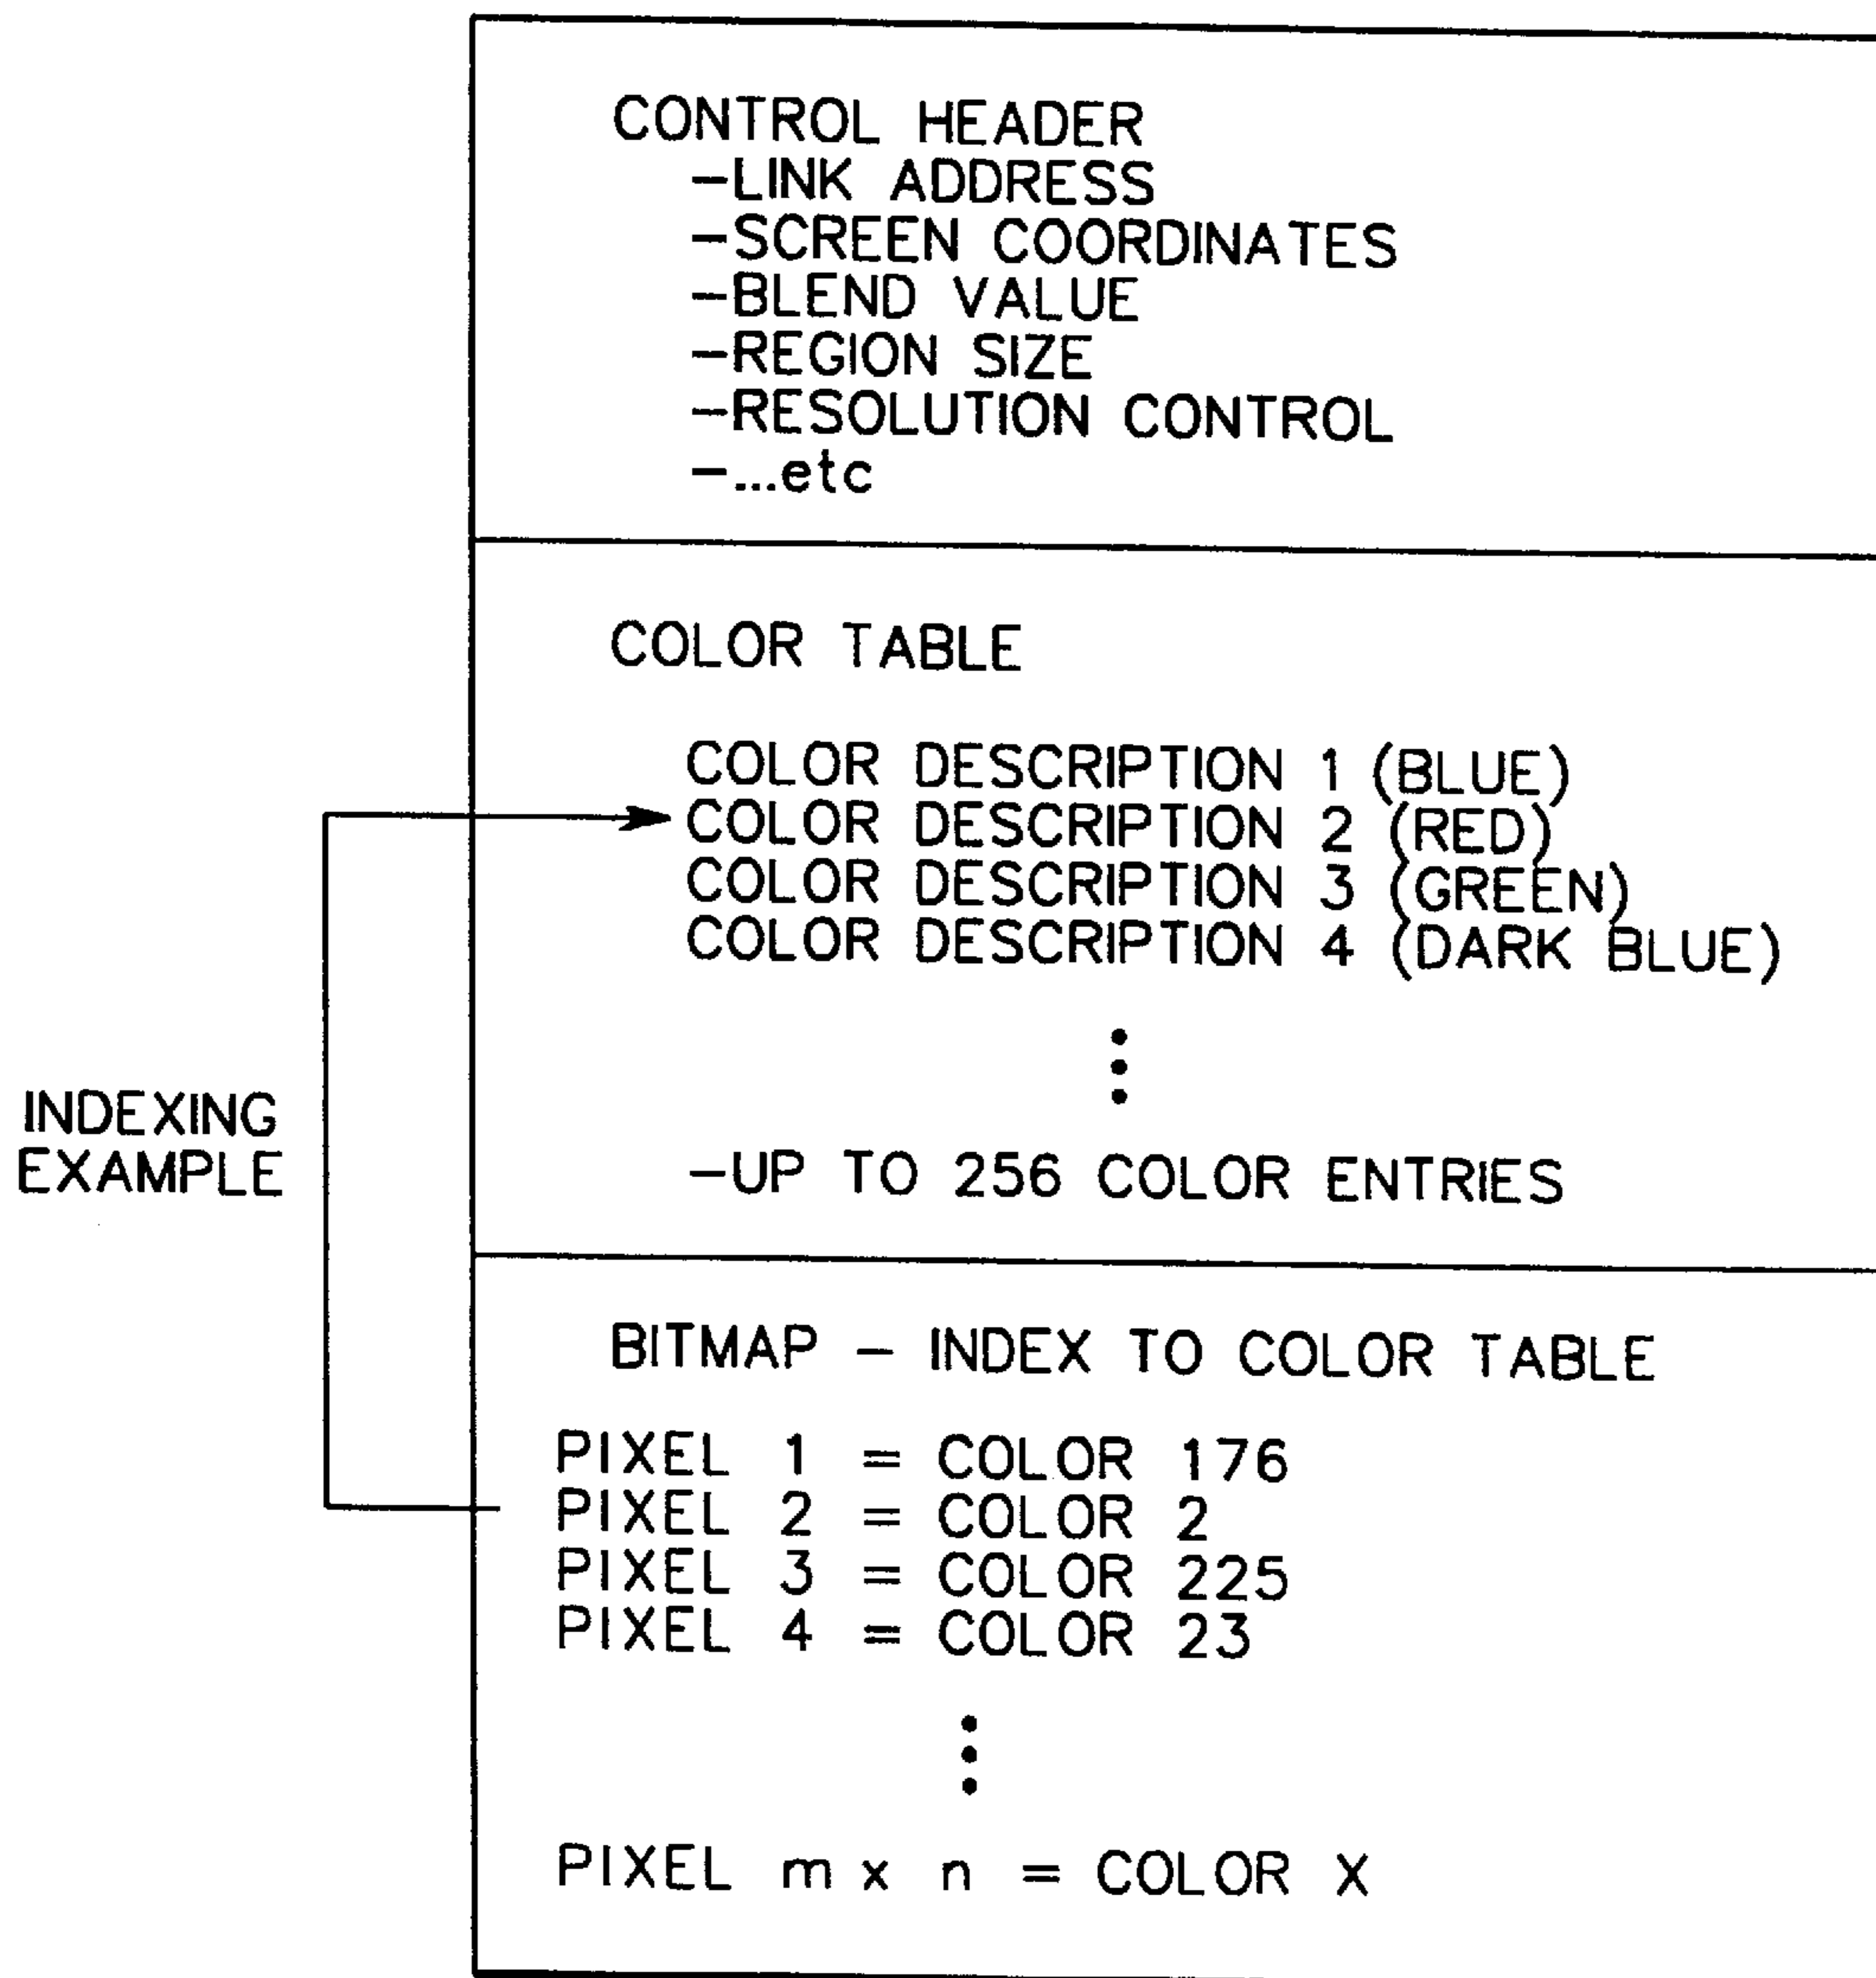 CONTROL HEADER
-LINK ADDRESS
-SCREEN COORDINATES
-BLEND VALUE
-REGION SIZE
-RESOLUTION CONTROL
-...etc
COLOR TABLE
COLOR DESCRIPTION 1 (BLUE)
COLOR DESCRIPTION 2 (RED)
COLOR DESCRIPTION 3 (GREEN)
COLOR DESCRIPTION 4 (DARK BLUE)
-UP TO 256 COLOR ENTRIES
INDEXING
EXAMPLE
BITMAP - INDEX TO COLOR TABLE
PIXEL 1 = COLOR 176
PIXEL 2 = COLOR 2
PIXEL 3 = COLOR 225
PIXEL 4 = COLOR 23
PIXEL m x n = COLOR X